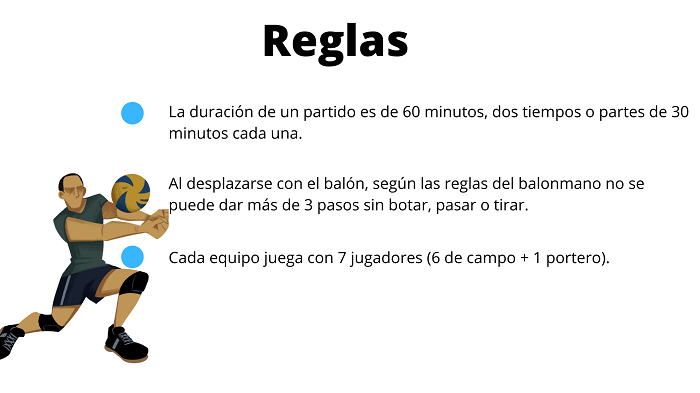 Reglas
La duración de un partido es de 60 minutos, dos tiempos o partes de 30
minutos cada una.
Al desplazarse con el balón, según las reglas del balonmano no se
puede dar más de 3 pasos sin botar, pasar o tirar.
Cada equipo juega con 7 jugadores (6 de campo + 1 portero).